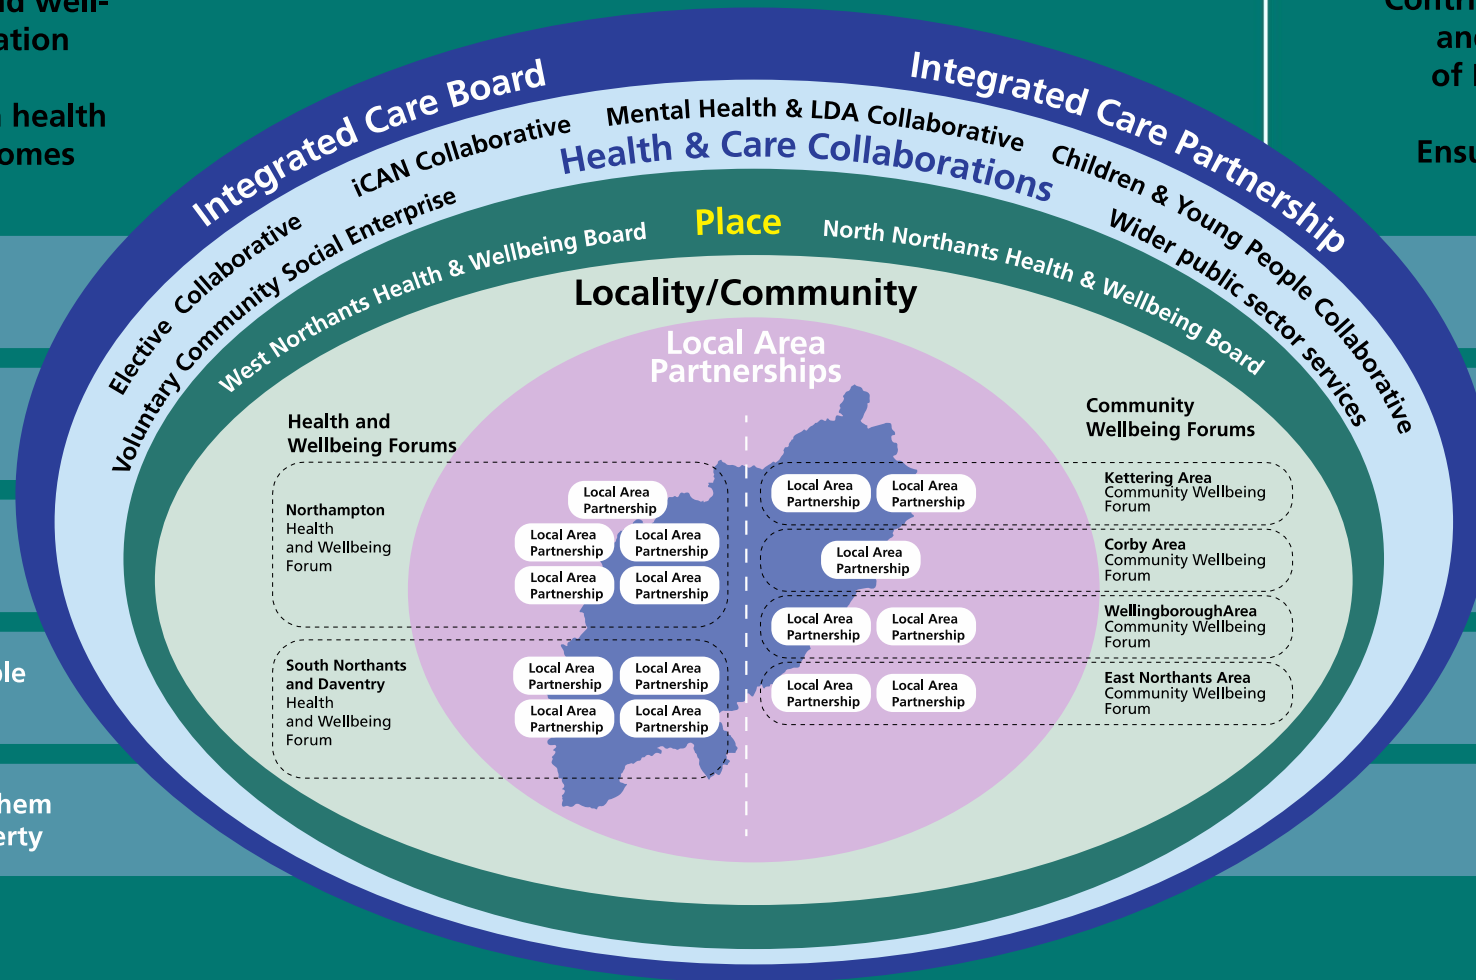 ation
health
Integrated Care Board
Integrated Care Partnership
Elective Collaborative
iCAN Collaborative
Mental Health & LDA Collaborative
Children & Young People Collaborative
Voluntary Community Social Enterprise
Health & Care Collaborations
Wider public sector services
Place
West Northants Health & Wellbeing Board
North Northants Health & Wellbeing Board
Locality/Community
Local Area
Partnerships
Health and
Wellbeing Forums
Northampton
Health
and Wellbeing
Forum
Local Area
Partnership
Local Area
Partnership
Local Area
Partnership
Local Area
Partnership
Local Area
Partnership
South Northants
and Daventry
Health
and Wellbeing
Forum
Local Area
Partnership
Local Area
Partnership
Local Area
Partnership
Local Area
Partnership
Community
Wellbeing Forums
Local Area
Partnership
Local Area
Partnership
Kettering Area
Community Wellbeing
Forum
Local Area
Partnership
Corby Area
Community Wellbeing
Forum
Local Area
Partnership
Local Area
Partnership
WellingboroughArea
Community Wellbeing
Forum
Local Area
Partnership
Local Area
Partnership
East Northants Area
Community Wellbeing
Forum